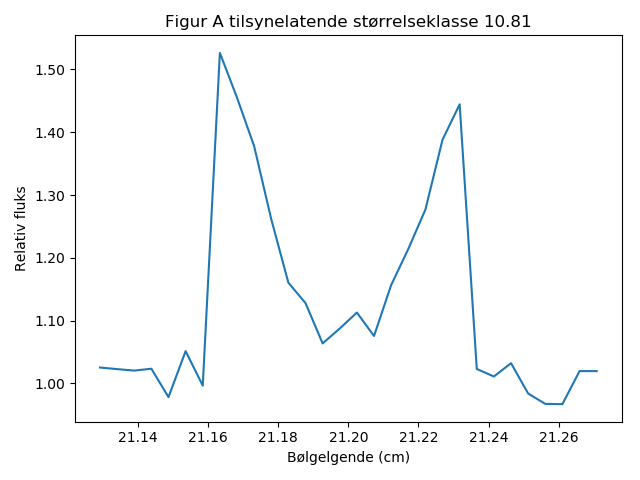 Figur A tilsynelatende størrelseklasse 10.81
1.50
1.40
1.30
1.20
1.10
1.00
Relativ fluks
21.14 21.16 21.18 21.20 21.22 21.24 21.26
Bølgelgende (cm)